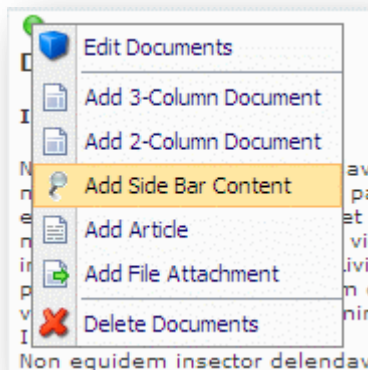 Edit Documents
Add 3-Column Document
Add 2-Column Document
Add Side Bar Content
Add Article
Add File Attachment
Delete Documents
Non equidem insector delendav